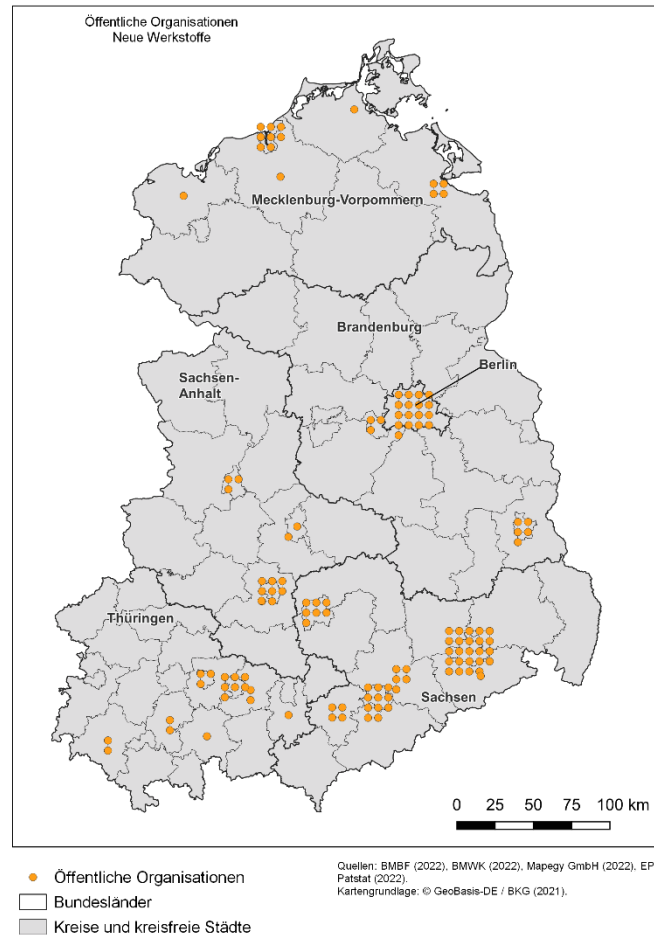 Öffentliche Organisationen
Neue Werkstoffe
Mecklenburg-Vorpommern
Brandenburg
Berlin
Sachsen-
Anhalt
Thüringen
Sachsen
0 25 50 75 100 km
Öffentliche Organisationen
Bundesländer
Kreise und kreisfreie Städte
Quellen: BMBF (2022), BMWK (2022), Mapegy GmbH (2022), EP
Patstat (2022).
Kartengrundlage: © GeoBasis-DE / BKG (2021).